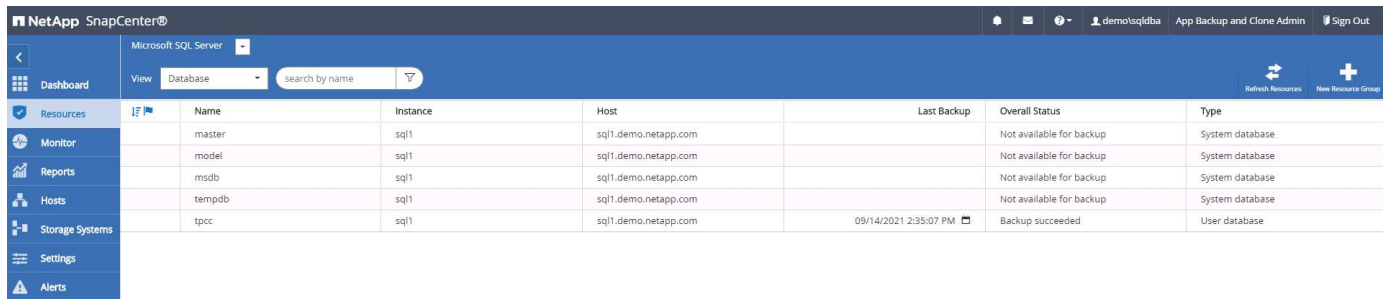 NetApp SnapCenter®
demo\sqldba App Backup and Clone Admin Sign Out
Microsoft SQL Server
View Database search by name
Refresh Resources New Resource Group
Dashboard
Resources
Monitor
Reports
Hosts
Storage Systems
Settings
Alerts
Name Instance Host Last Backup Overall Status Type
master sql1 sql1.demo.netapp.com Not available for backup System database
model sql1 sql1.demo.netapp.com Not available for backup System database
msdb sql1 sql1.demo.netapp.com Not available for backup System database
tempdb sql1 sql1.demo.netapp.com Not available for backup System database
tpcc sql1 sql1.demo.netapp.com 09/14/2021 2:35:07 PM Backup succeeded User database